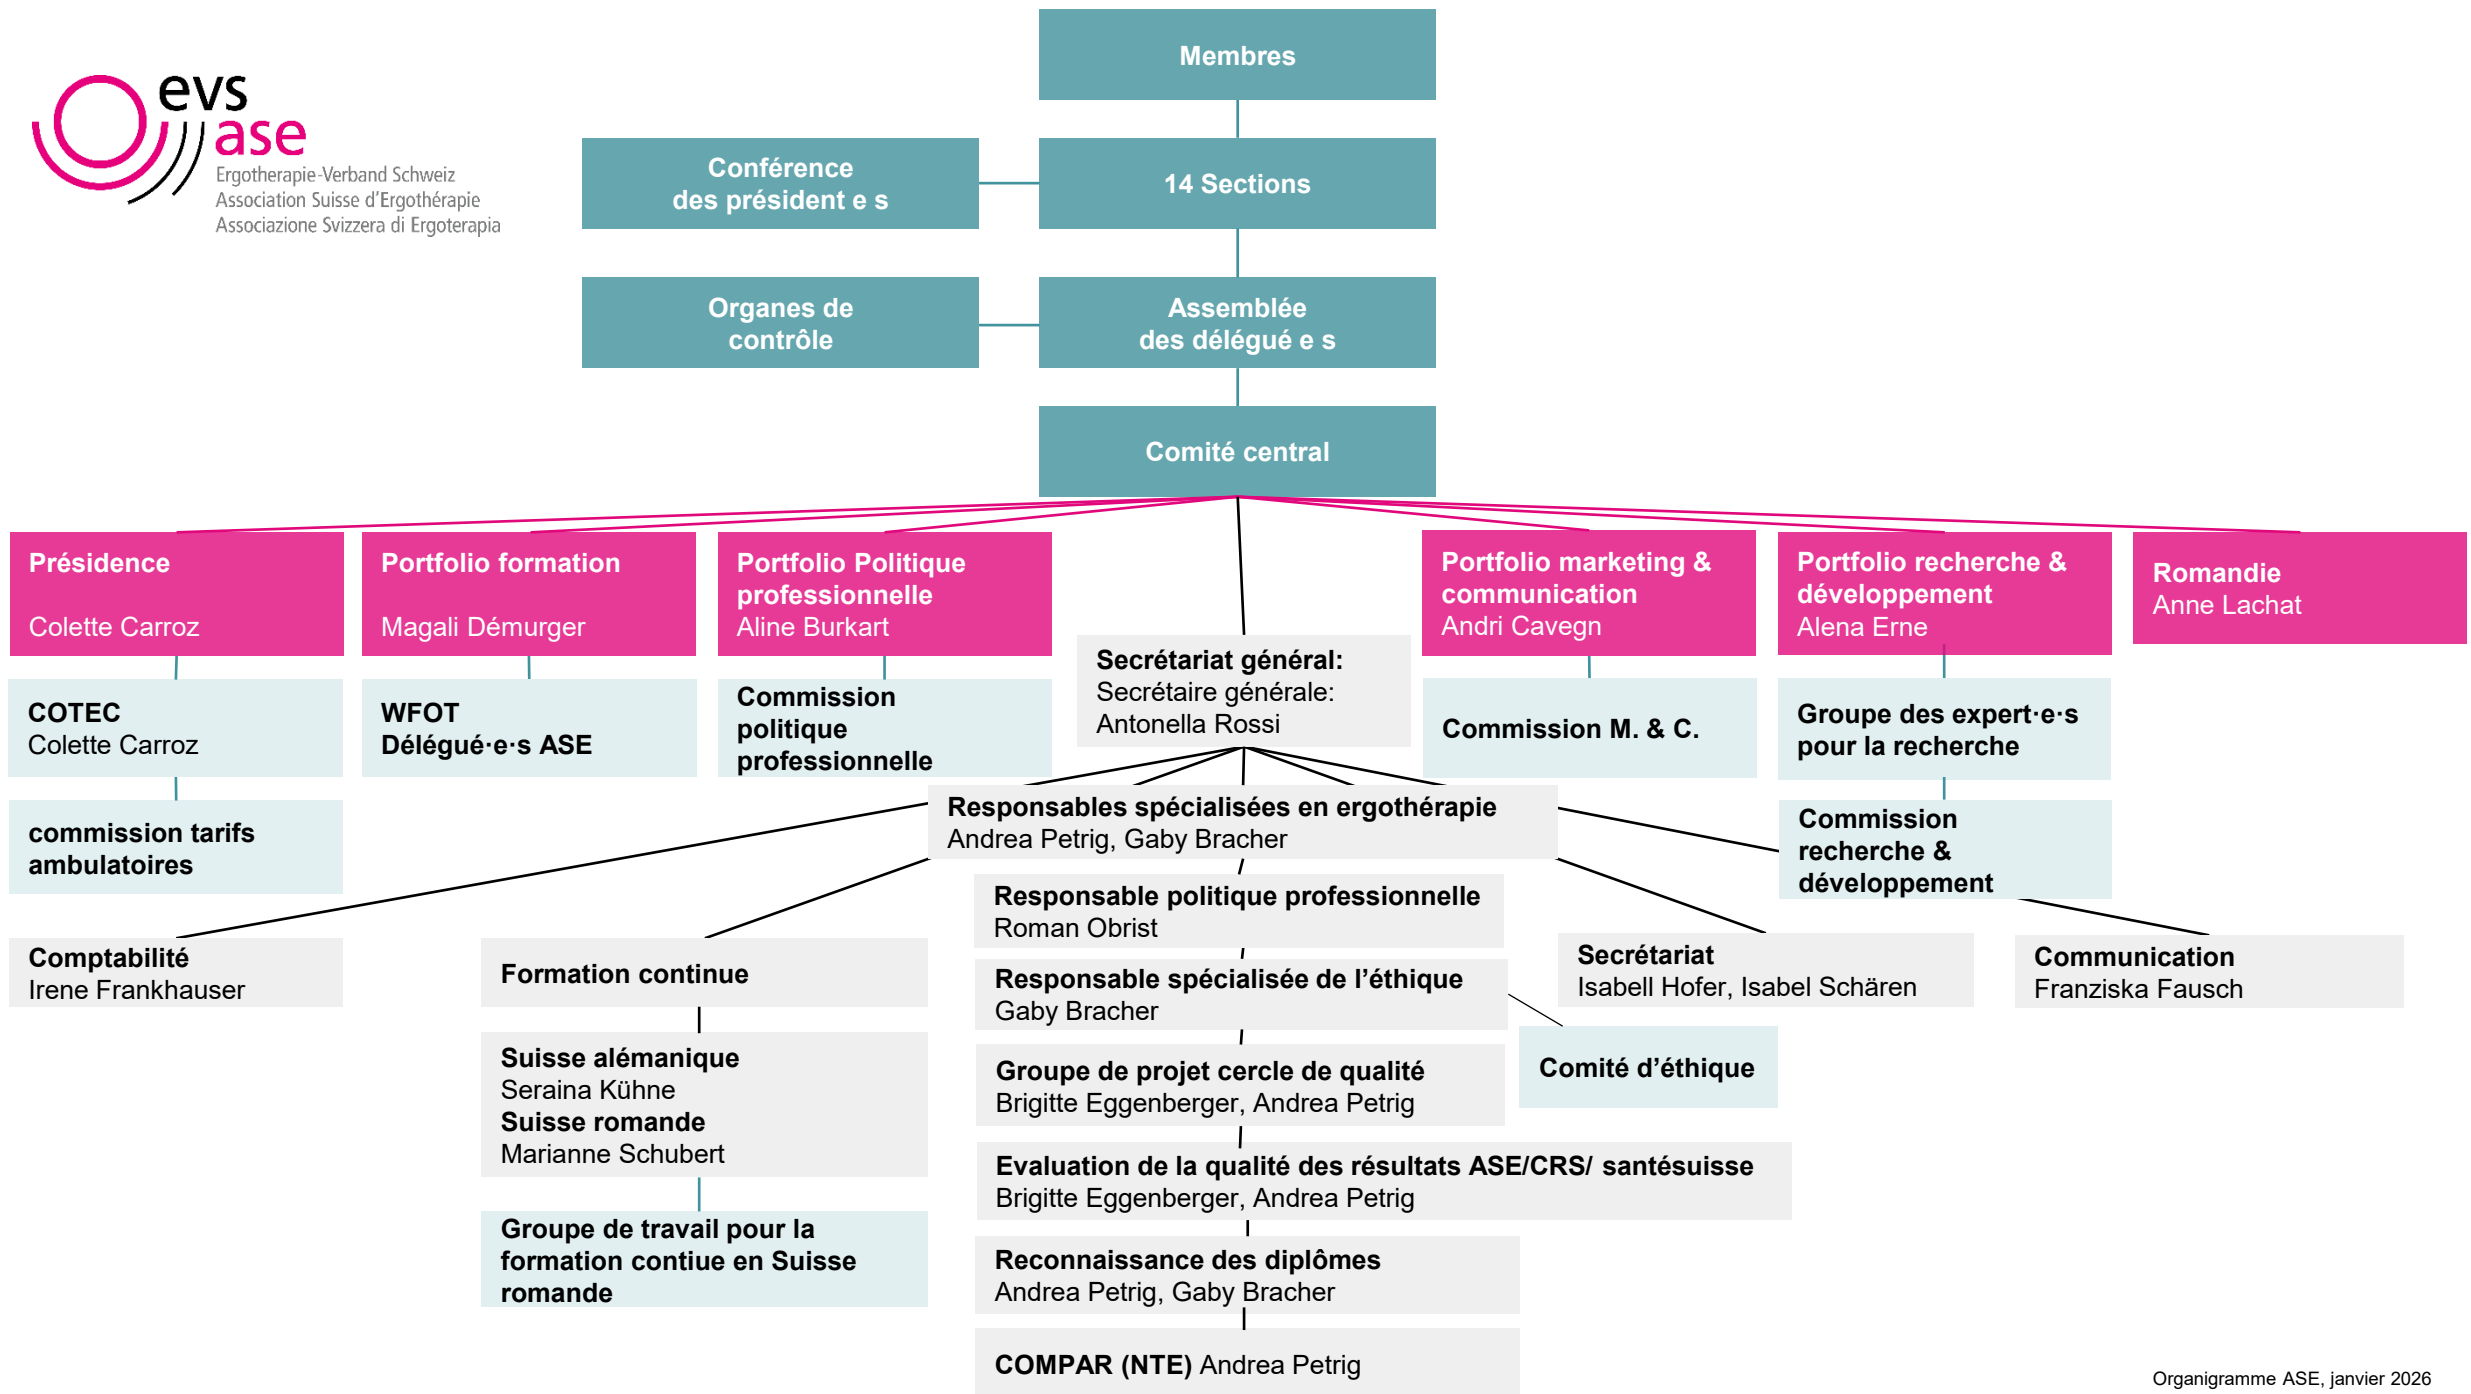 evs
ase
Ergotherapie-Verband Schweiz
Association Suisse d'Ergothérapie
Associazione Svizzera di Ergoterapia
Membres
Conférence
des président e s
14 Sections
Organes de
contrôle
Assemblée
des délégué e s
Comité central
Présidence
Colette Carroz
Portfolio formation
Magali Démurger
Portfolio Politique
professionnelle
Aline Burkart
Portfolio marketing &
communication
Andri Cavegn
Portfolio recherche &
développement
Alena Erne
Romandie
Anne Lachat
Secrétariat général:
Secrétaire générale:
Antonella Rossi
COTEC
Colette Carroz
WFOT
Délégué·e·s ASE
Commission
politique
professionnelle
Commission M. & C.
Groupe des expert·e·s
pour la recherche
commission tarifs
ambulatoires
Responsables spécialisées en ergothérapie
Andrea Petrig, Gaby Bracher
Commission
recherche &
développement
Responsable politique professionnelle
Roman Obrist
Comptabilité
Irene Frankhauser
Formation continue
Responsable spécialisée de l’éthique
Gaby Bracher
Secrétariat
Isabell Hofer, Isabel Schären
Communication
Franziska Fausch
Suisse alémanique
Seraina Kühne
Suisse romande
Marianne Schubert
Groupe de projet cercle de qualité
Brigitte Eggenberger, Andrea Petrig
Comité d’éthique
Evaluation de la qualité des résultats ASE/CRS/ santésuisse
Brigitte Eggenberger, Andrea Petrig
Groupe de travail pour la
formation contiue en Suisse
romande
Reconnaissance des diplômes
Andrea Petrig, Gaby Bracher
COMPAR (NTE) Andrea Petrig
Organigramme ASE, janvier 2026